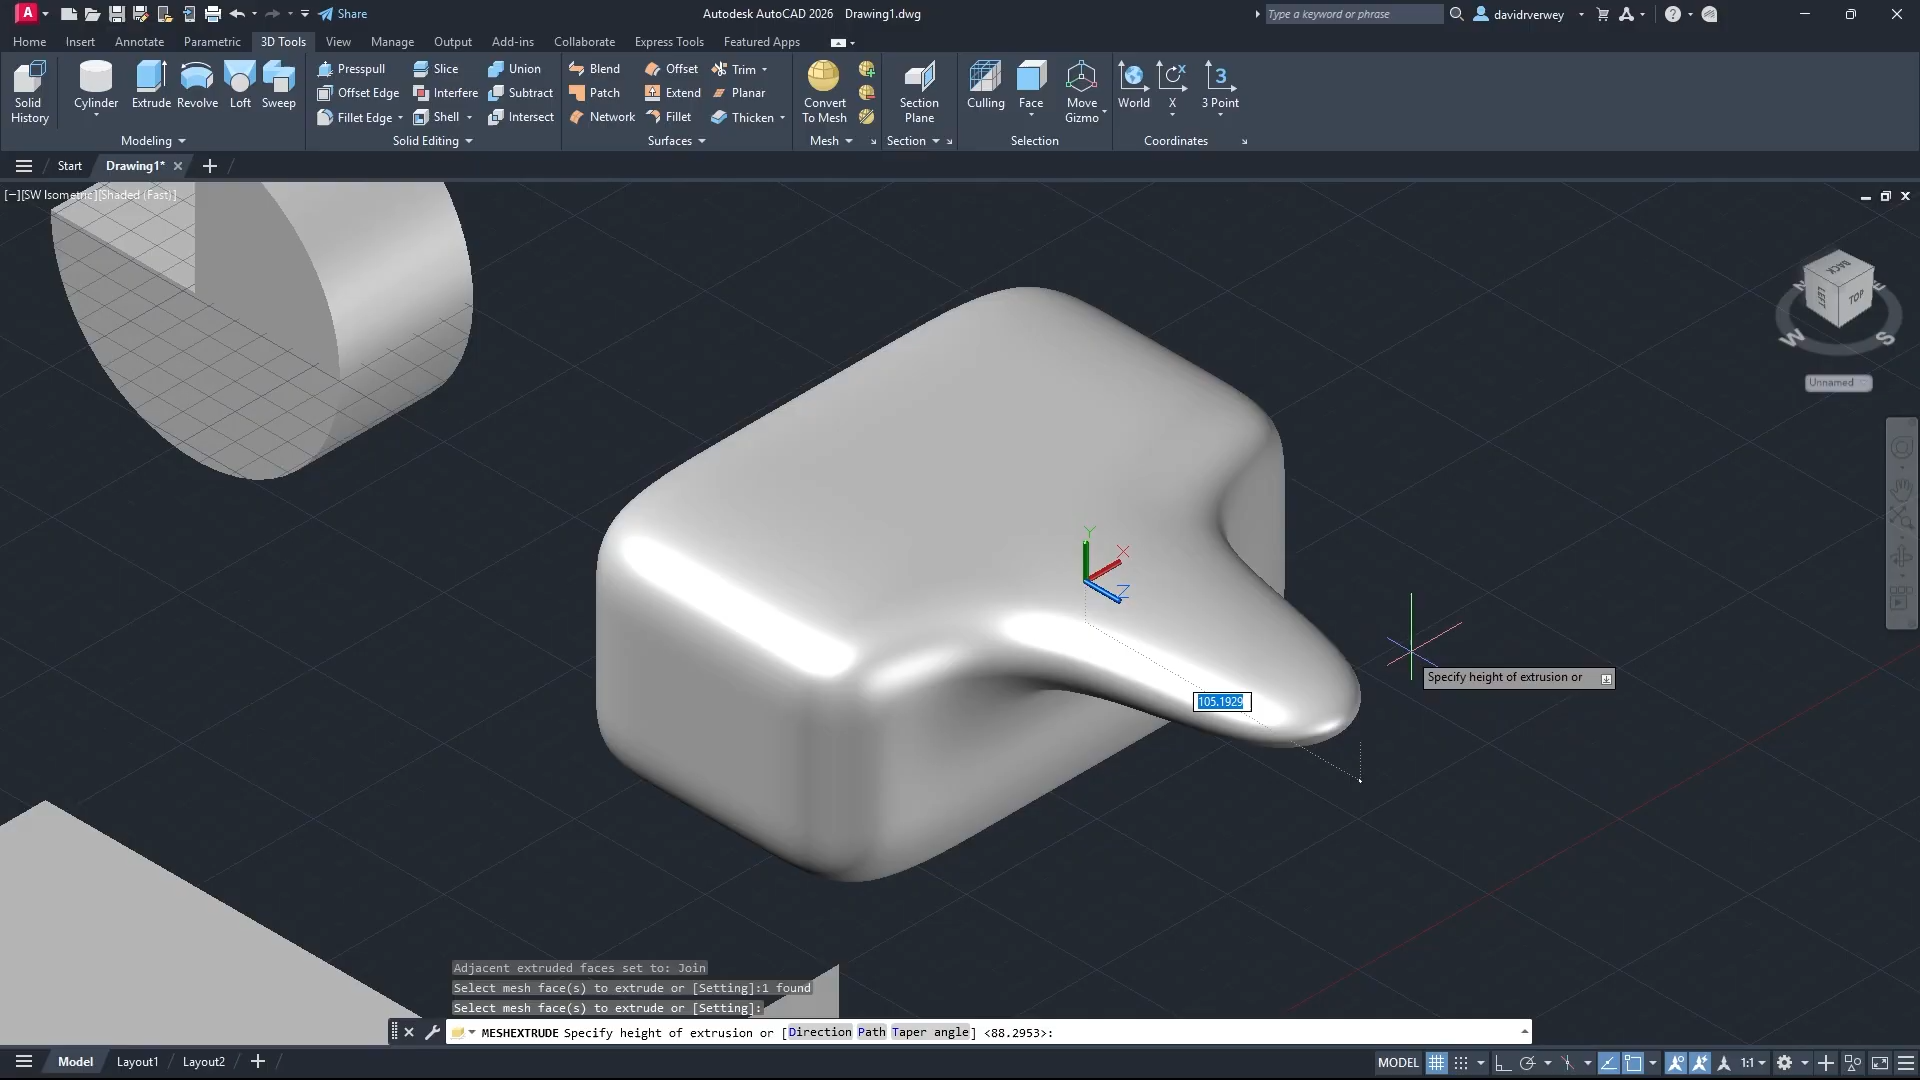 A Share Autodesk AutoCAD 2026 Drawing1.dwg Type a keyword or phrase davidrverwey
Home Insert Annotate Parametric 3D Tools View Manage Output Add-ins Collaborate Express Tools Featured Apps
Presspull Slice Union Blend Offset Trim
Offset Edge Interfere Subtract Patch Extend Planar
Fillet Edge Shell Intersect Network Fillet Thicken
Solid History Cylinder Extrude Revolve Loft Sweep Convert To Mesh Section Plane Culling Face Move Gizmo World X 3 Point
Modeling Solid Editing Surfaces Mesh Section Selection Coordinates
Start Drawing1*
[−][SW Isometric][Shaded (Fast)]
BACK
LEFT TOP
N E
W S
Unnamed
Y
X
Z
Specify height of extrusion or
105.1929
Adjacent extruded faces set to: Join
Select mesh face(s) to extrude or [Setting]:1 found
Select mesh face(s) to extrude or [Setting]:
MESHEXTRUDE Specify height of extrusion or [Direction Path Taper angle] <88.2953>:
Model Layout1 Layout2 MODEL 1:1